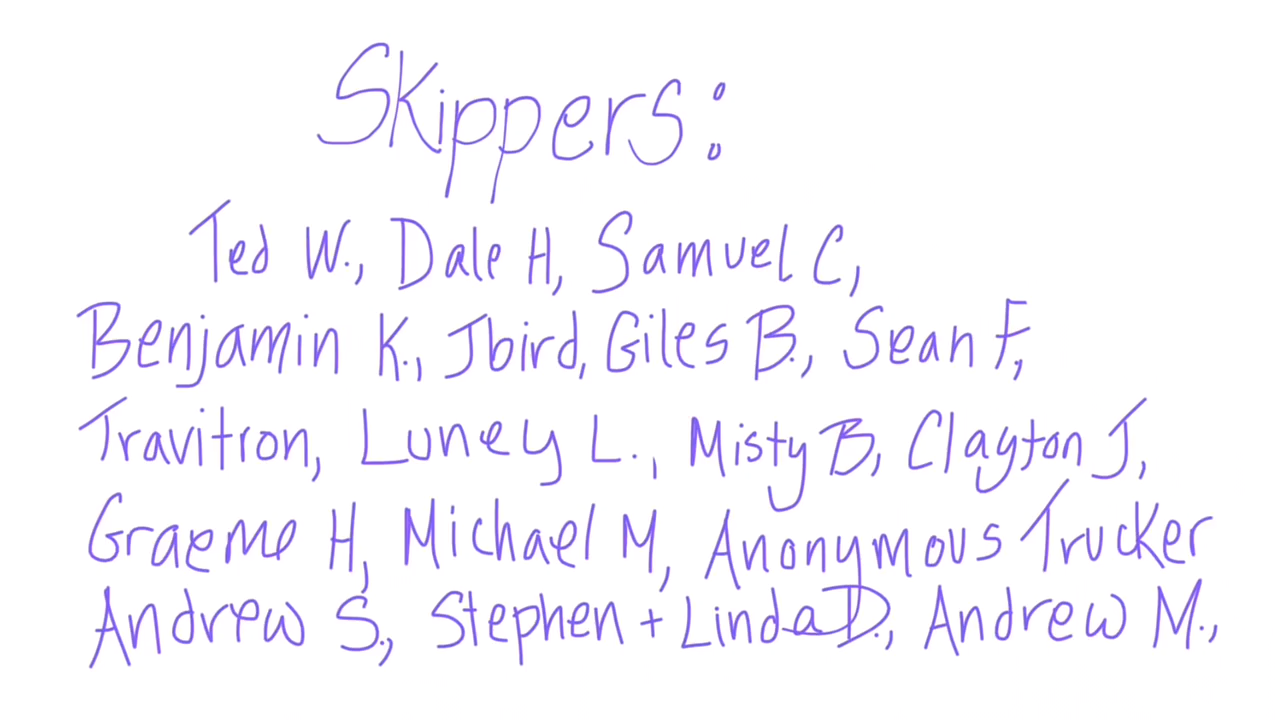 Skippers:
Ted W., Dale H, Samuel C,
Benjamin K., Jbird, Giles B., Sean F.,
Travitron, Luney L., Misty B, Clayton J,
Graeme H, Michael M, Anonymous Trucker
Andrew S., Stephen + Linda D., Andrew M.,